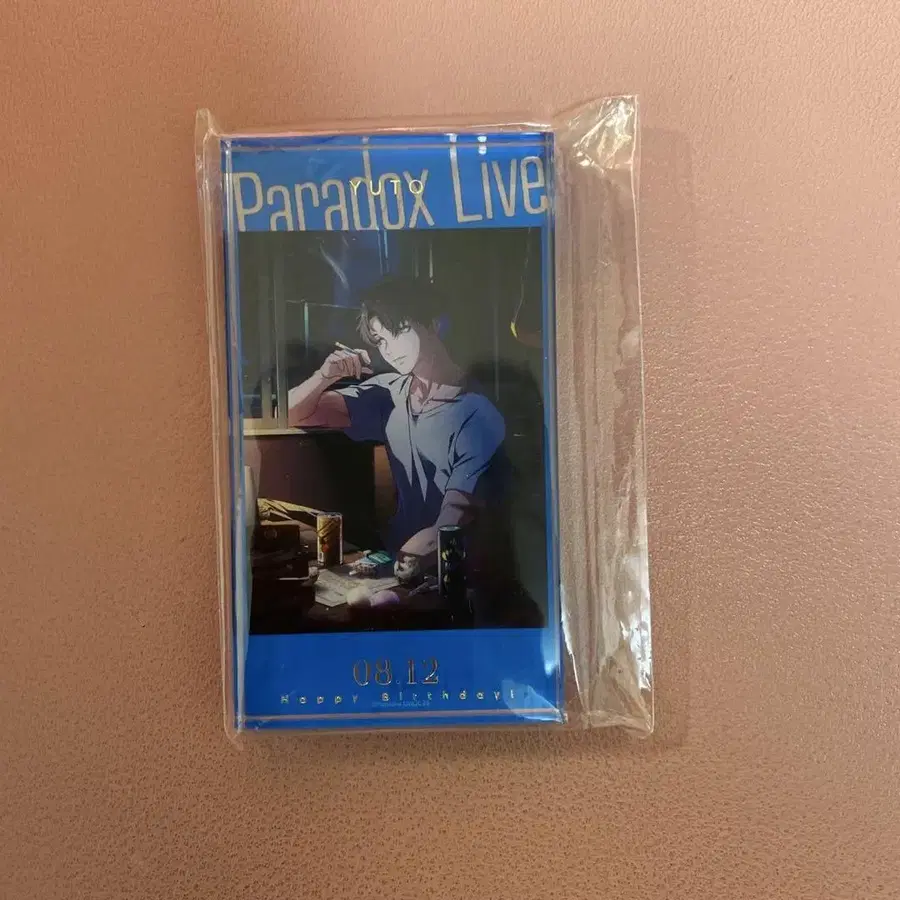 Paradox Live
YUTO
08.12
Happy Birthday!